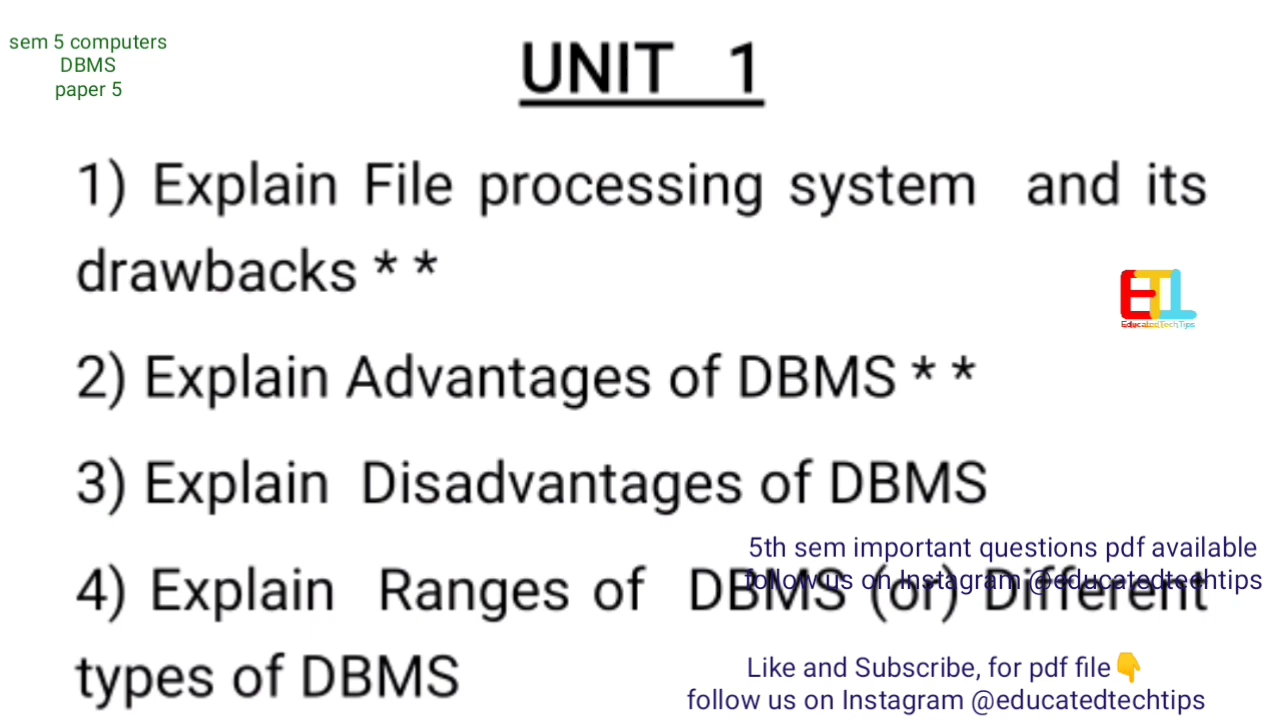 sem 5 computers
DBMS
paper 5
UNIT 1
1) Explain File processing system and its
drawbacks * *
2) Explain Advantages of DBMS * *
3) Explain Disadvantages of DBMS
4) Explain Ranges of DBMS (or) Different
types of DBMS
ETT
EducatedTechTips
5th sem important questions pdf available
follow us on Instagram @educatedtechtips
Like and Subscribe, for pdf file👇
follow us on Instagram @educatedtechtips